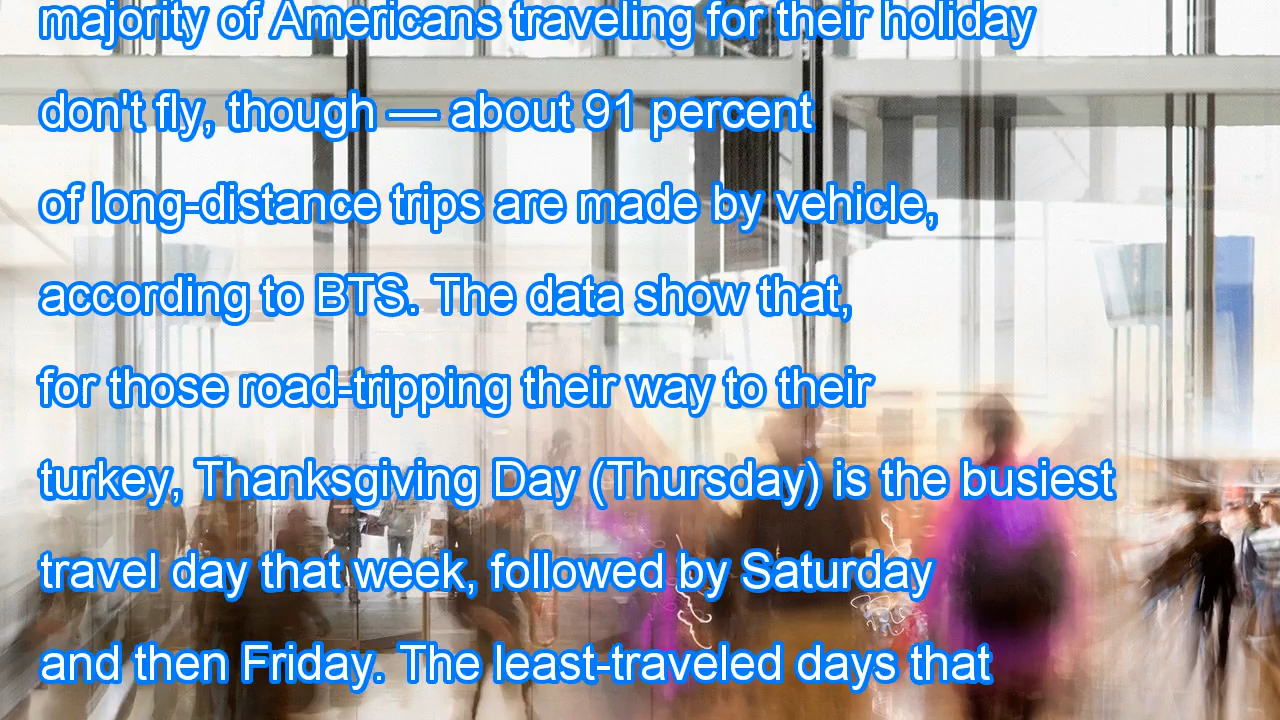 majority of Americans traveling for their holiday
don't fly, though — about 91 percent
of long-distance trips are made by vehicle,
according to BTS. The data show that,
for those road-tripping their way to their
turkey, Thanksgiving Day (Thursday) is the busiest
travel day that week, followed by Saturday
and then Friday. The least-traveled days that